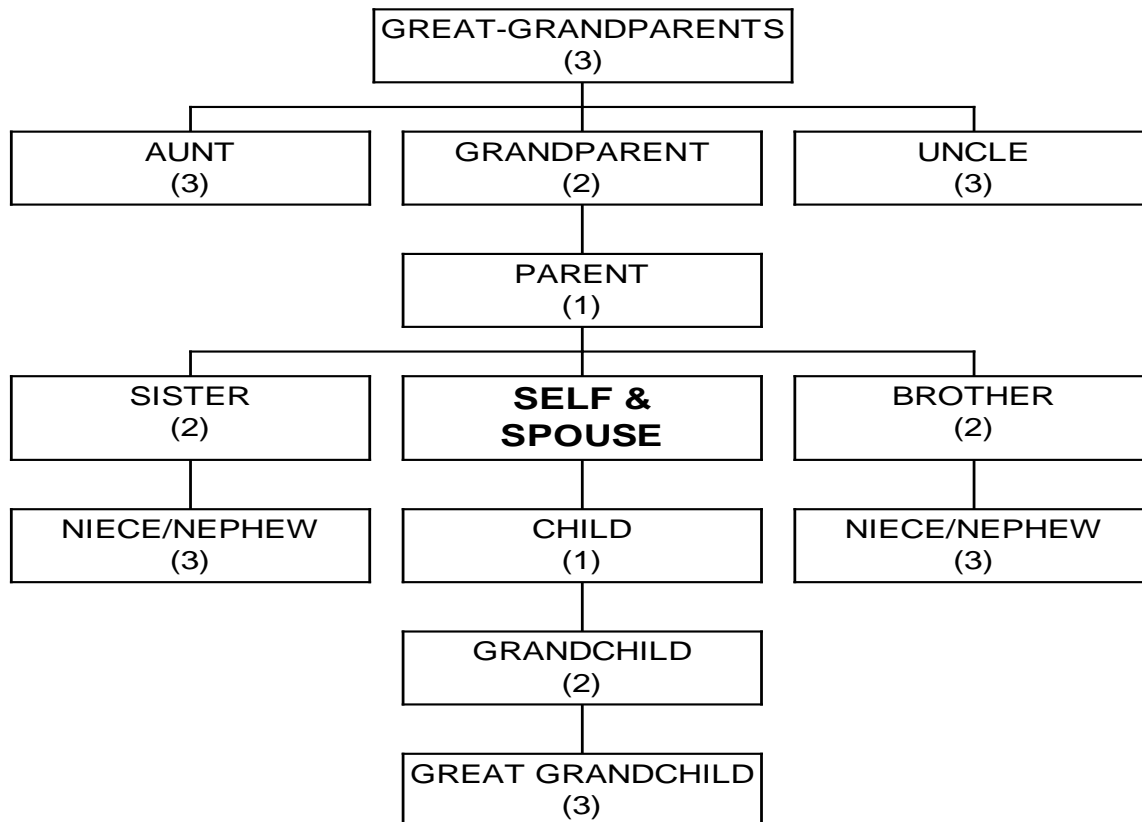 GREAT-GRANDPARENTS
(3)
AUNT
(3)
GRANDPARENT
(2)
UNCLE
(3)
PARENT
(1)
SISTER
(2)
SELF &
SPOUSE
BROTHER
(2)
NIECE/NEPHEW
(3)
CHILD
(1)
NIECE/NEPHEW
(3)
GRANDCHILD
(2)
GREAT GRANDCHILD
(3)